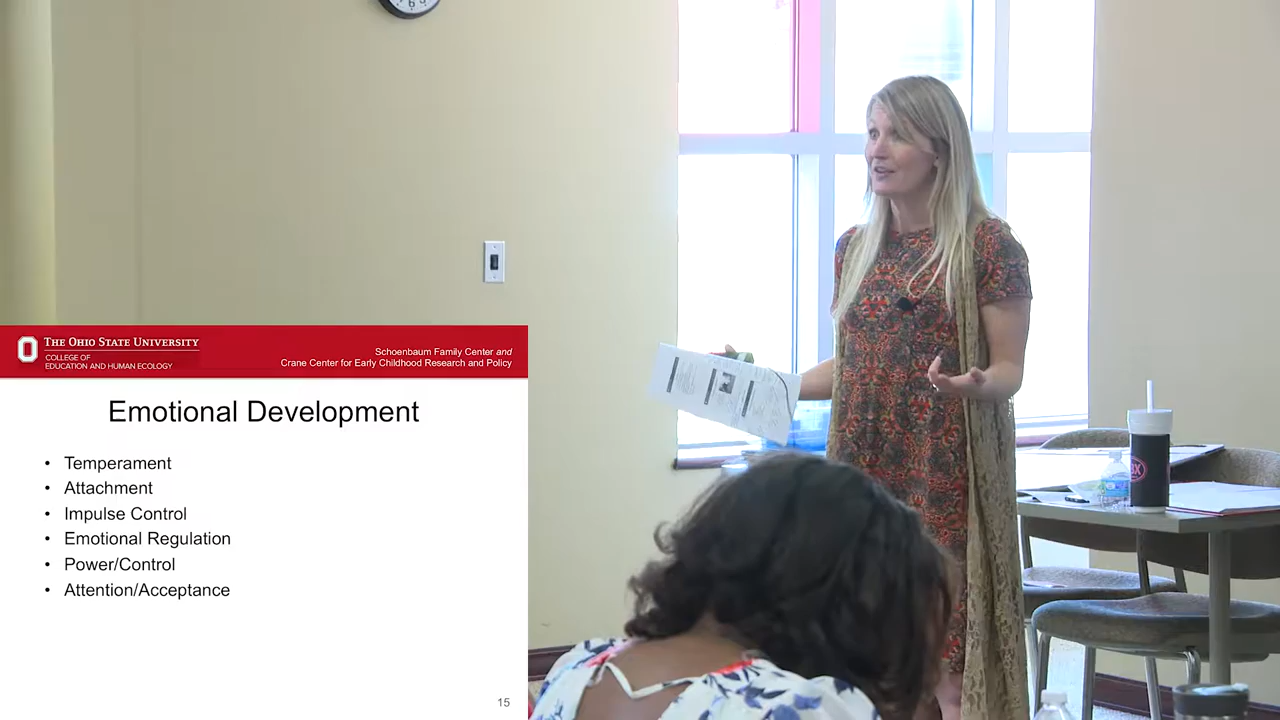 THE OHIO STATE UNIVERSITY
COLLEGE OF
EDUCATION AND HUMAN ECOLOGY
Schoenbaum Family Center and
Crane Center for Early Childhood Research and Policy
Emotional Development
• Temperament
• Attachment
• Impulse Control
• Emotional Regulation
• Power/Control
• Attention/Acceptance
15